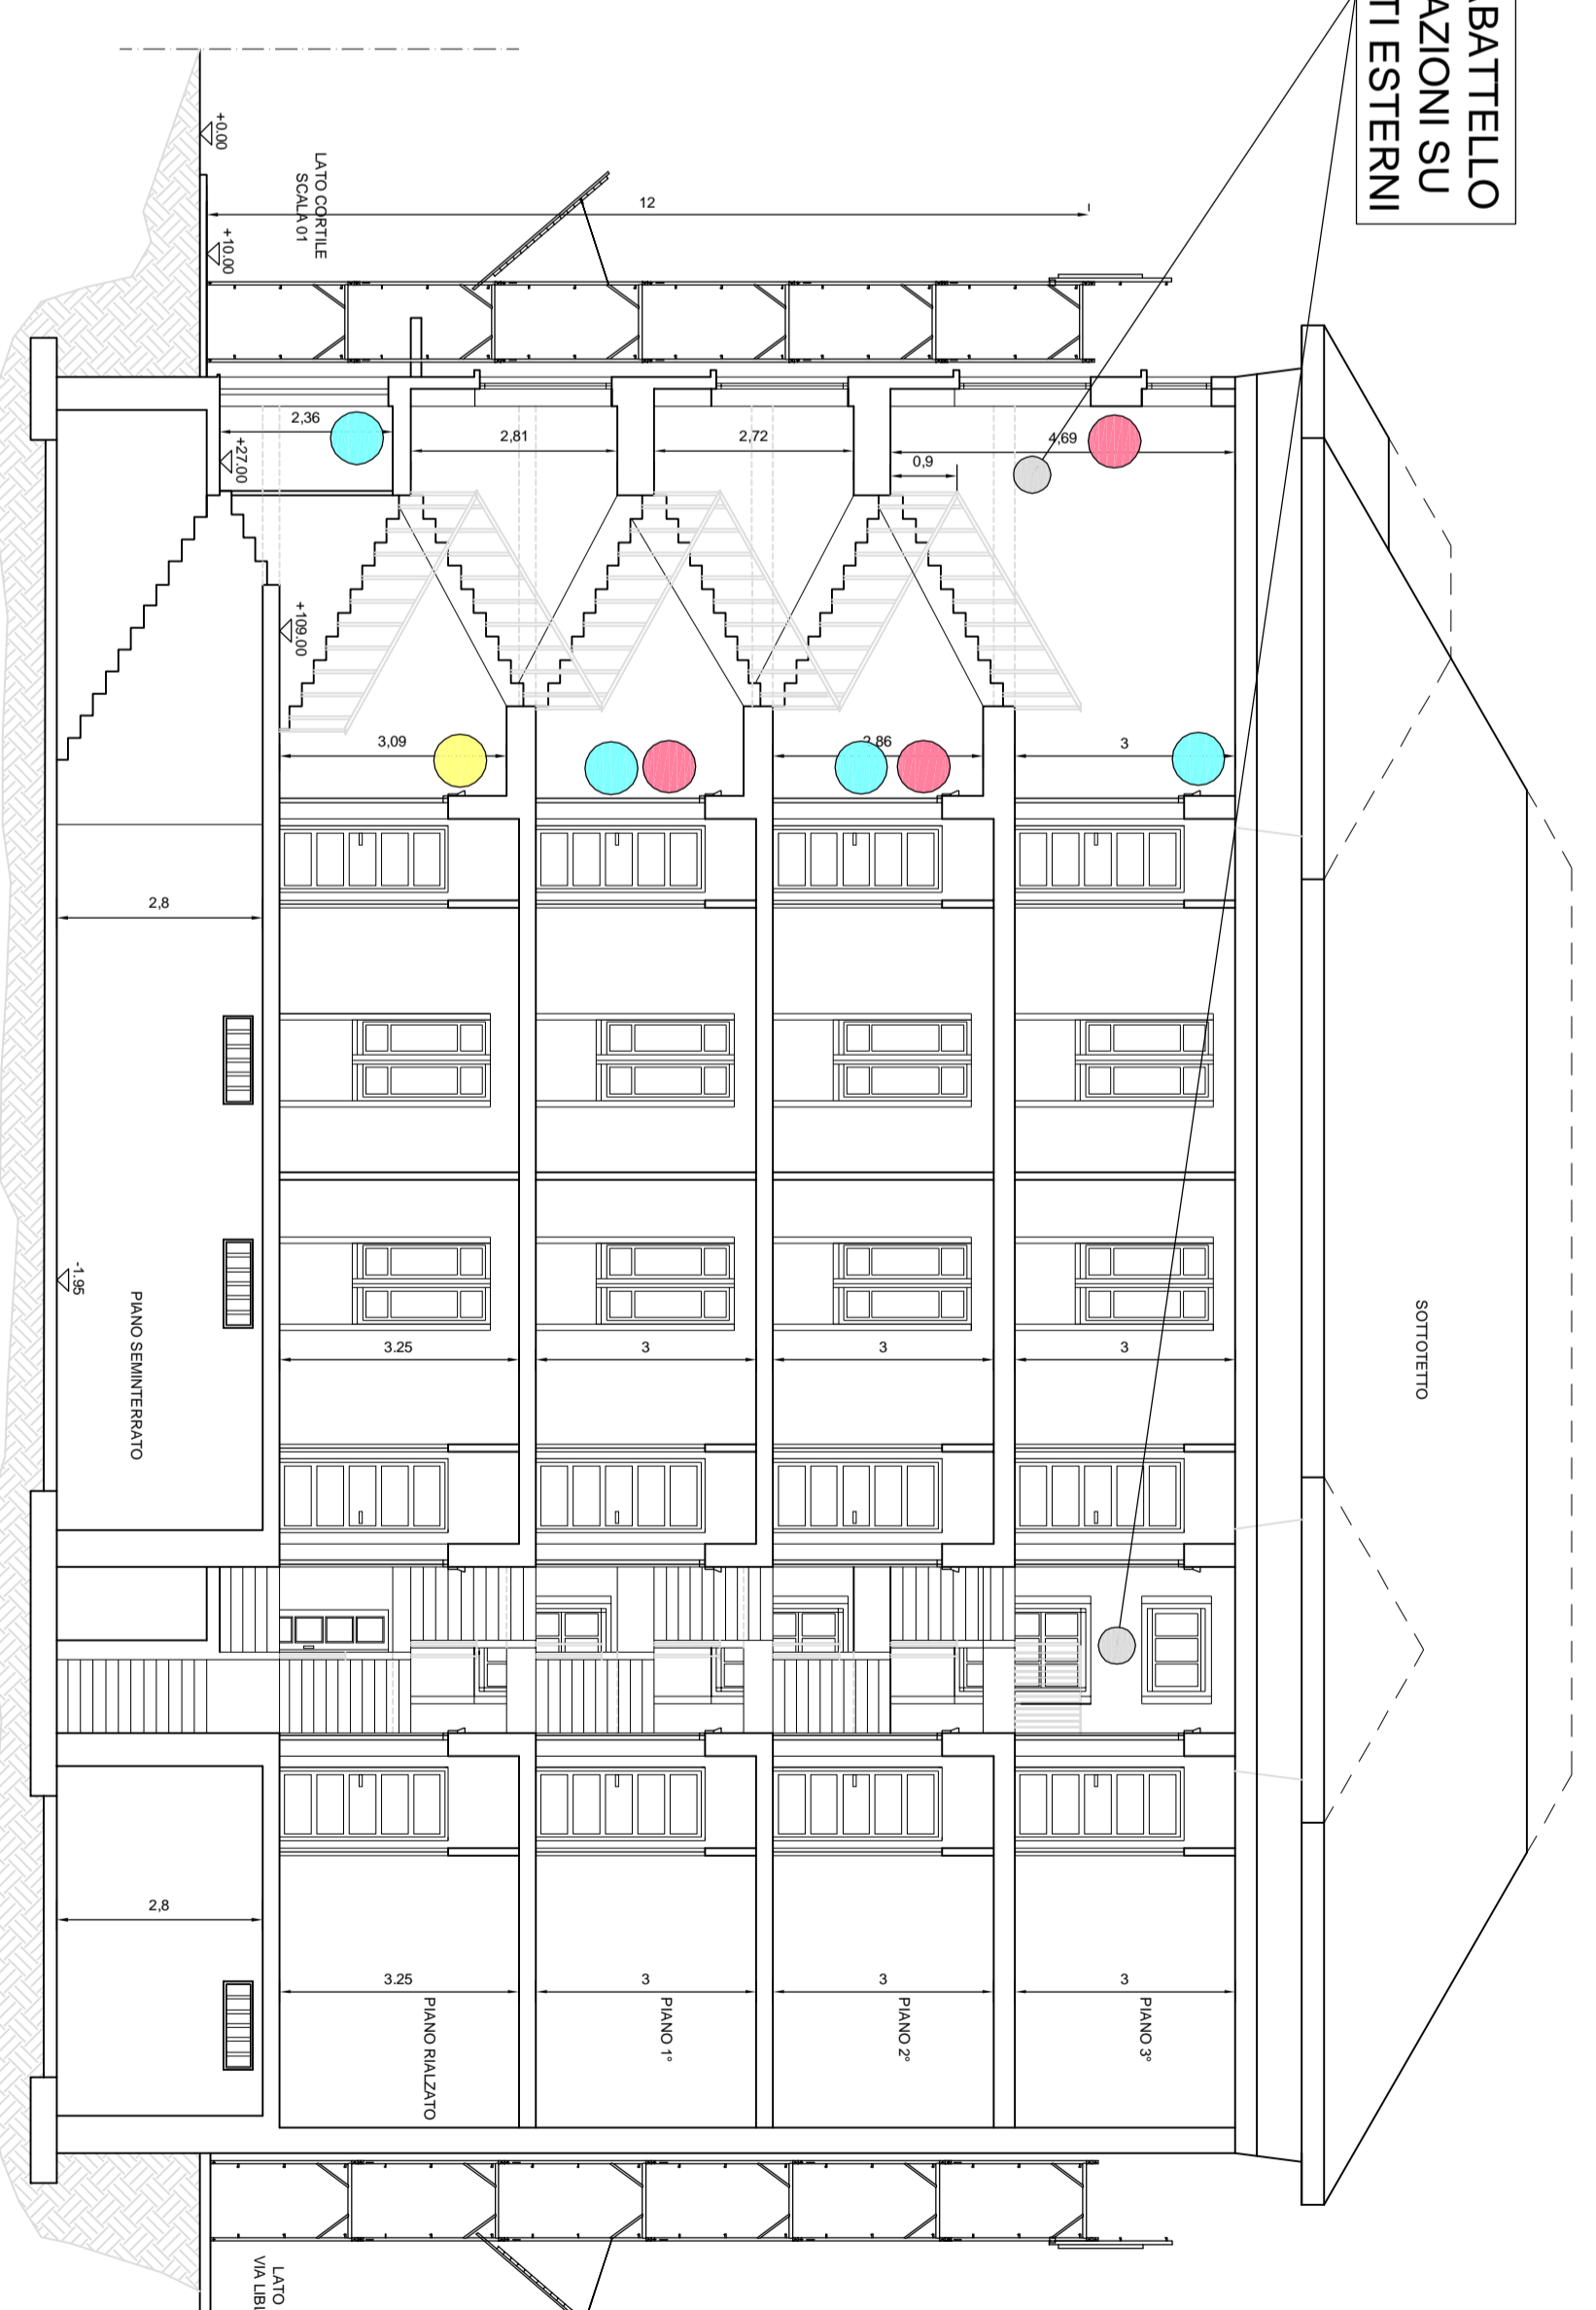 ABATTELLO
AZIONI SU
TI ESTERNI
SOTTOTETTO
LATO CORTILE
SCALA 01
+0.00
+10.00
+27.00
+109.00
-1.95
12
2,36
2,81
2,72
4,69
0,9
3,09
2,86
3
2,8
3.25
3
3
3
PIANO SEMINTERRATO
2,8
3.25
3
3
3
PIANO RIALZATO
PIANO 1°
PIANO 2°
PIANO 3°
LATO